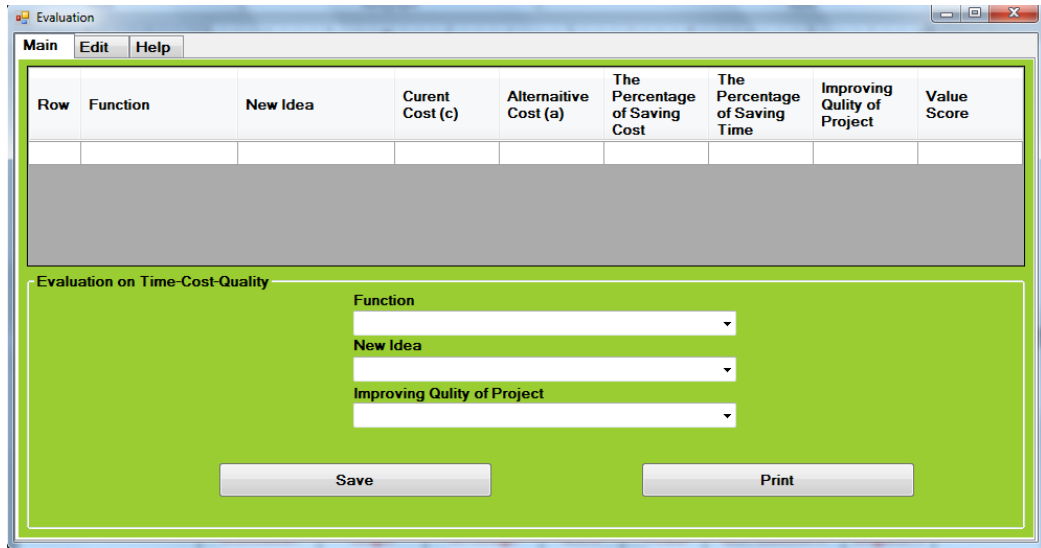 Evaluation
Main Edit Help
Row Function New Idea Curent Cost (c) Alternaitive Cost (a) The Percentage of Saving Cost The Percentage of Saving Time Improving Qulity of Project Value Score
Evaluation on Time-Cost-Quality
Function
New Idea
Improving Qulity of Project
Save Print